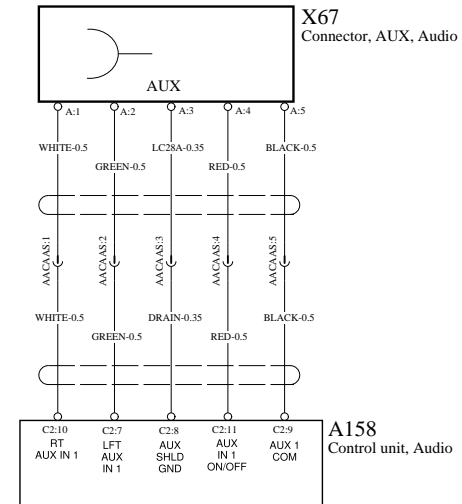 X67
Connector, AUX, Audio
AUX
A:1 A:2 A:3 A:4 A:5
WHITE-0.5 LC28A-0.35 BLACK-0.5
GREEN-0.5 RED-0.5
AACAAS:1 AACAAS:2 AACAAS:3 AACAAS:4 AACAAS:5
WHITE-0.5 DRAIN-0.35 BLACK-0.5
GREEN-0.5 RED-0.5
A158
Control unit, Audio
C2:10 C2:7 C2:8 C2:11 C2:9
RT LFT AUX AUX AUX 1
AUX IN 1 AUX SHLD IN 1 COM
IN 1 GND ON/OFF